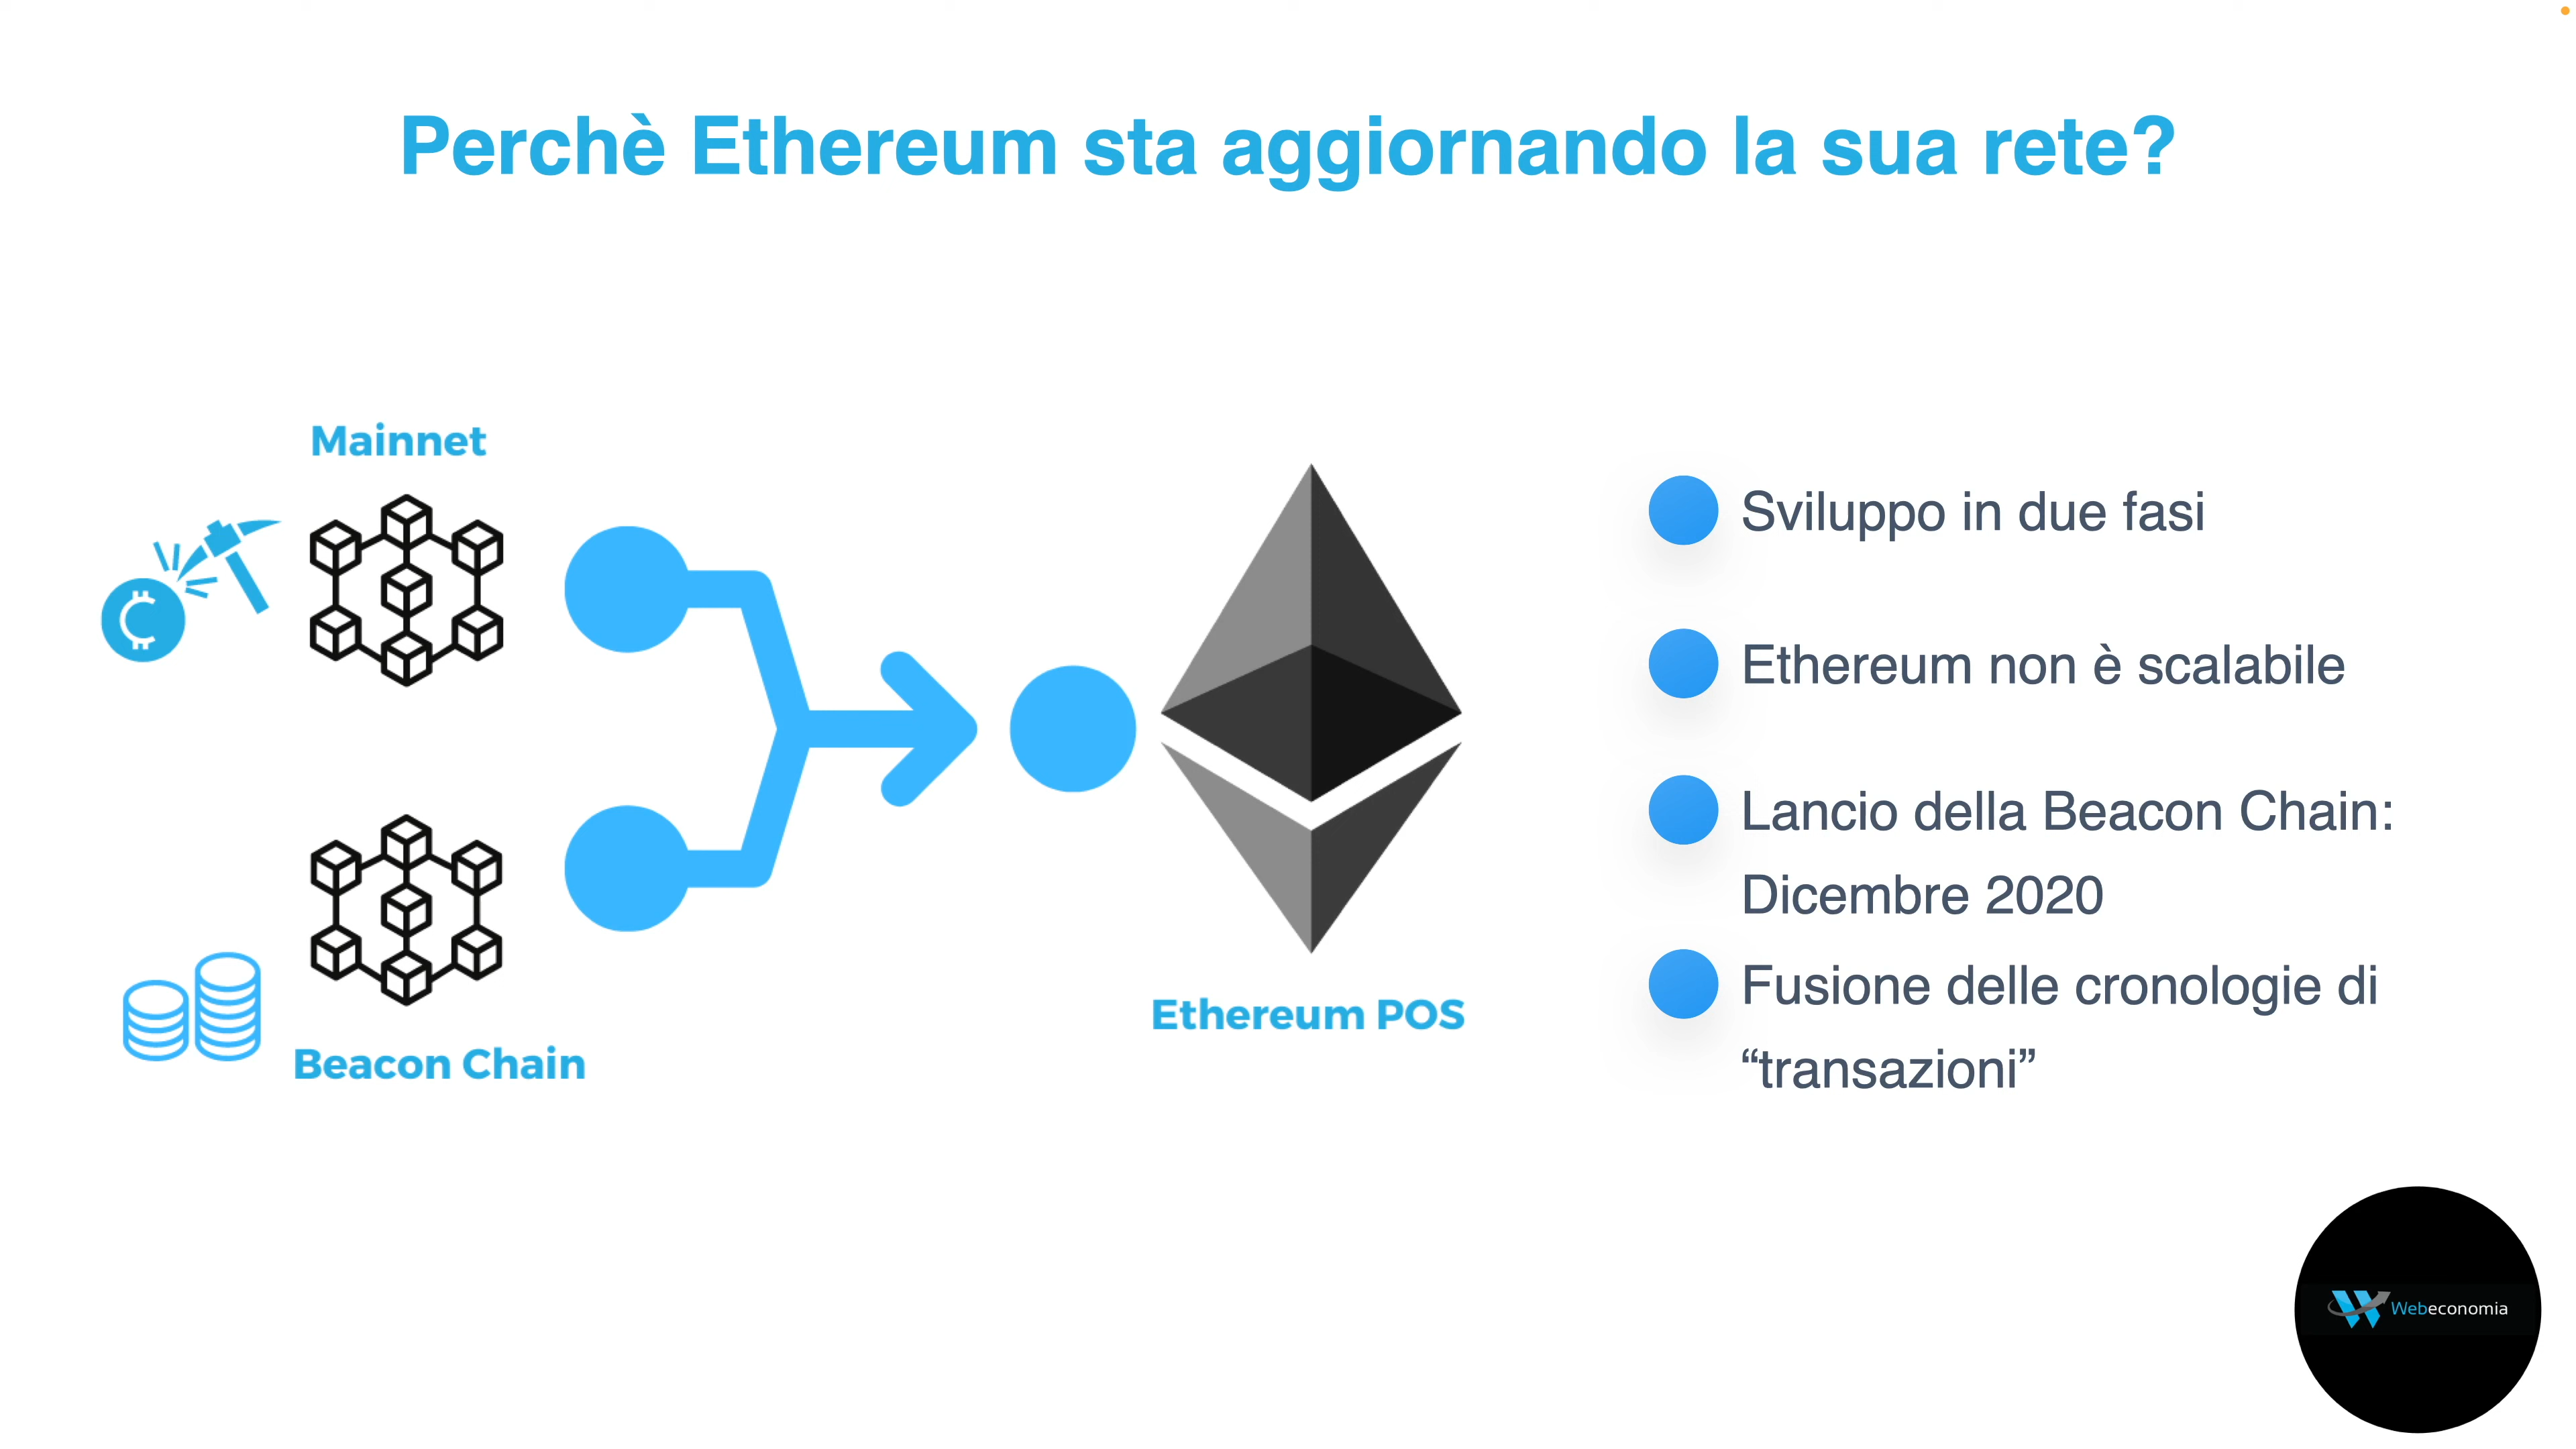 Perchè Ethereum sta aggiornando la sua rete?
Mainnet
Beacon Chain
Ethereum POS
Sviluppo in due fasi
Ethereum non è scalabile
Lancio della Beacon Chain:
Dicembre 2020
Fusione delle cronologie di
“transazioni”
Webeconomia